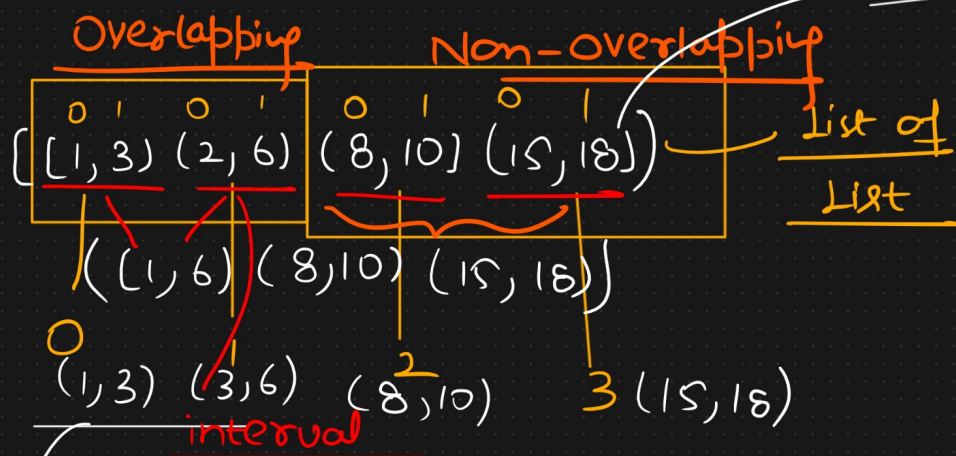 Overlapping Non-overlapping
0 1 0 1 0 1 0 1
[[1,3) (2,6) (8,10] (15,18]) List of
List
([1,6) (8,10) (15,18))
0 1 2 3
(1,3) (3,6) (8,10) (15,18)
interval